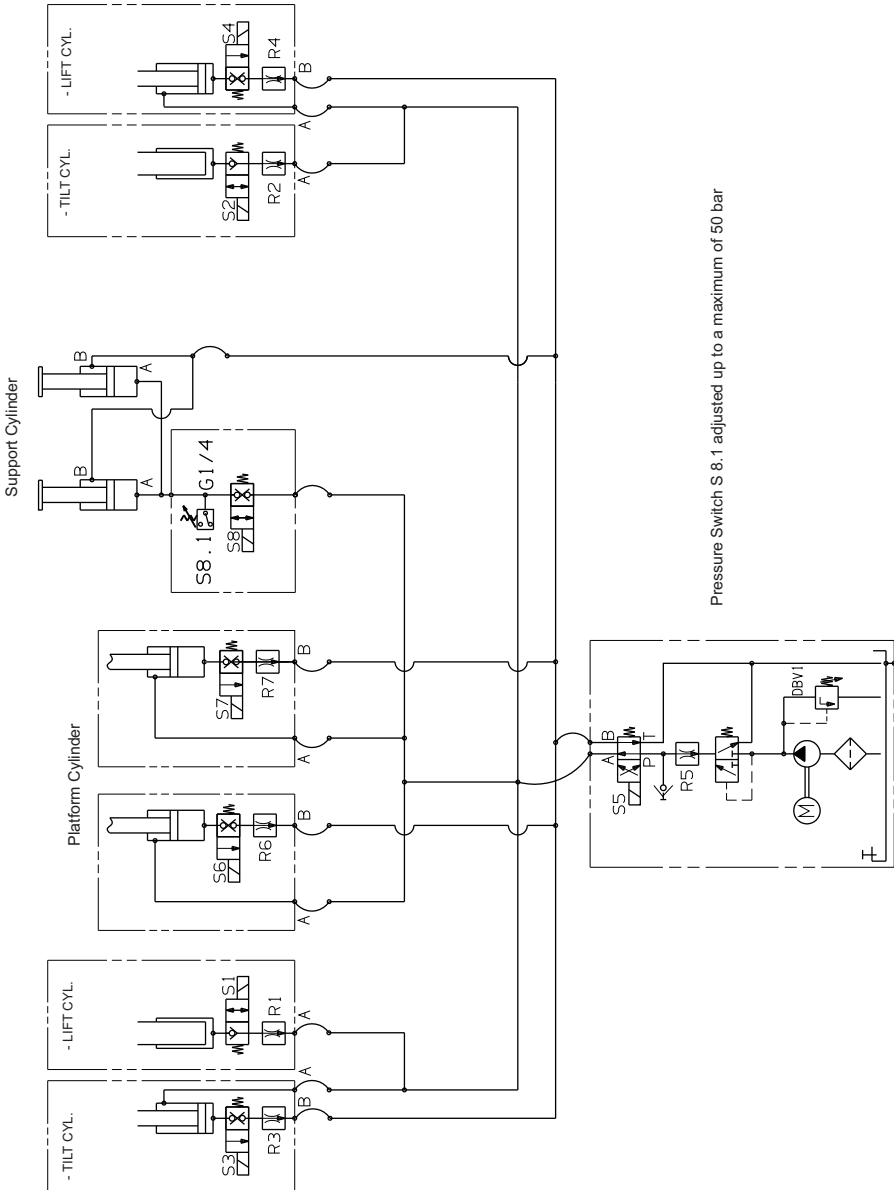 - LIFT CYL.
S4
R4
B
A
- TILT CYL.
S2
R2
A
Support Cylinder
B
A
B
A
G1/4
S8.1
S8
Platform Cylinder
S7
R7
B
A
S6
R6
B
A
- LIFT CYL.
S1
R1
A
- TILT CYL.
S3
R3
B
A
S5
A
B
P
T
R5
DBV1
M
Pressure Switch S 8.1 adjusted up to a maximum of 50 bar